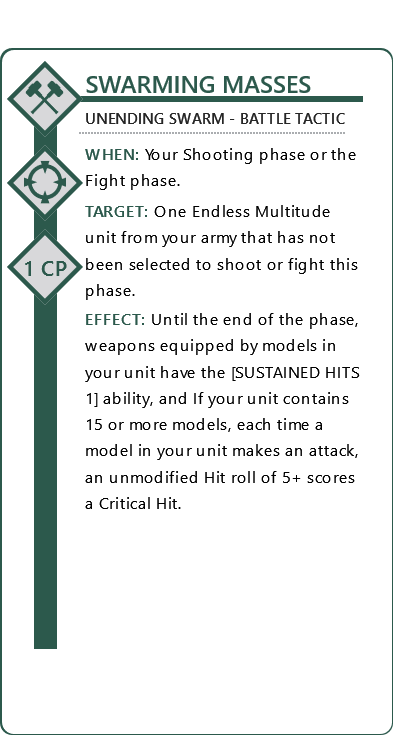 SWARMING MASSES
UNENDING SWARM - BATTLE TACTIC
WHEN: Your Shooting phase or the
Fight phase.
TARGET: One Endless Multitude
unit from your army that has not
been selected to shoot or fight this
phase.
1 CP
EFFECT: Until the end of the phase,
weapons equipped by models in
your unit have the [SUSTAINED HITS
1] ability, and If your unit contains
15 or more models, each time a
model in your unit makes an attack,
an unmodified Hit roll of 5+ scores
a Critical Hit.